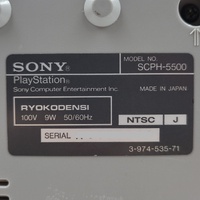 SONY
MODEL NO.
SCPH-5500
PlayStation
Sony Computer Entertainment Inc.
MADE IN JAPAN
RYOKODENSI
100V 9W 50/60Hz
NTSC J
SERIAL
3-974-535-71